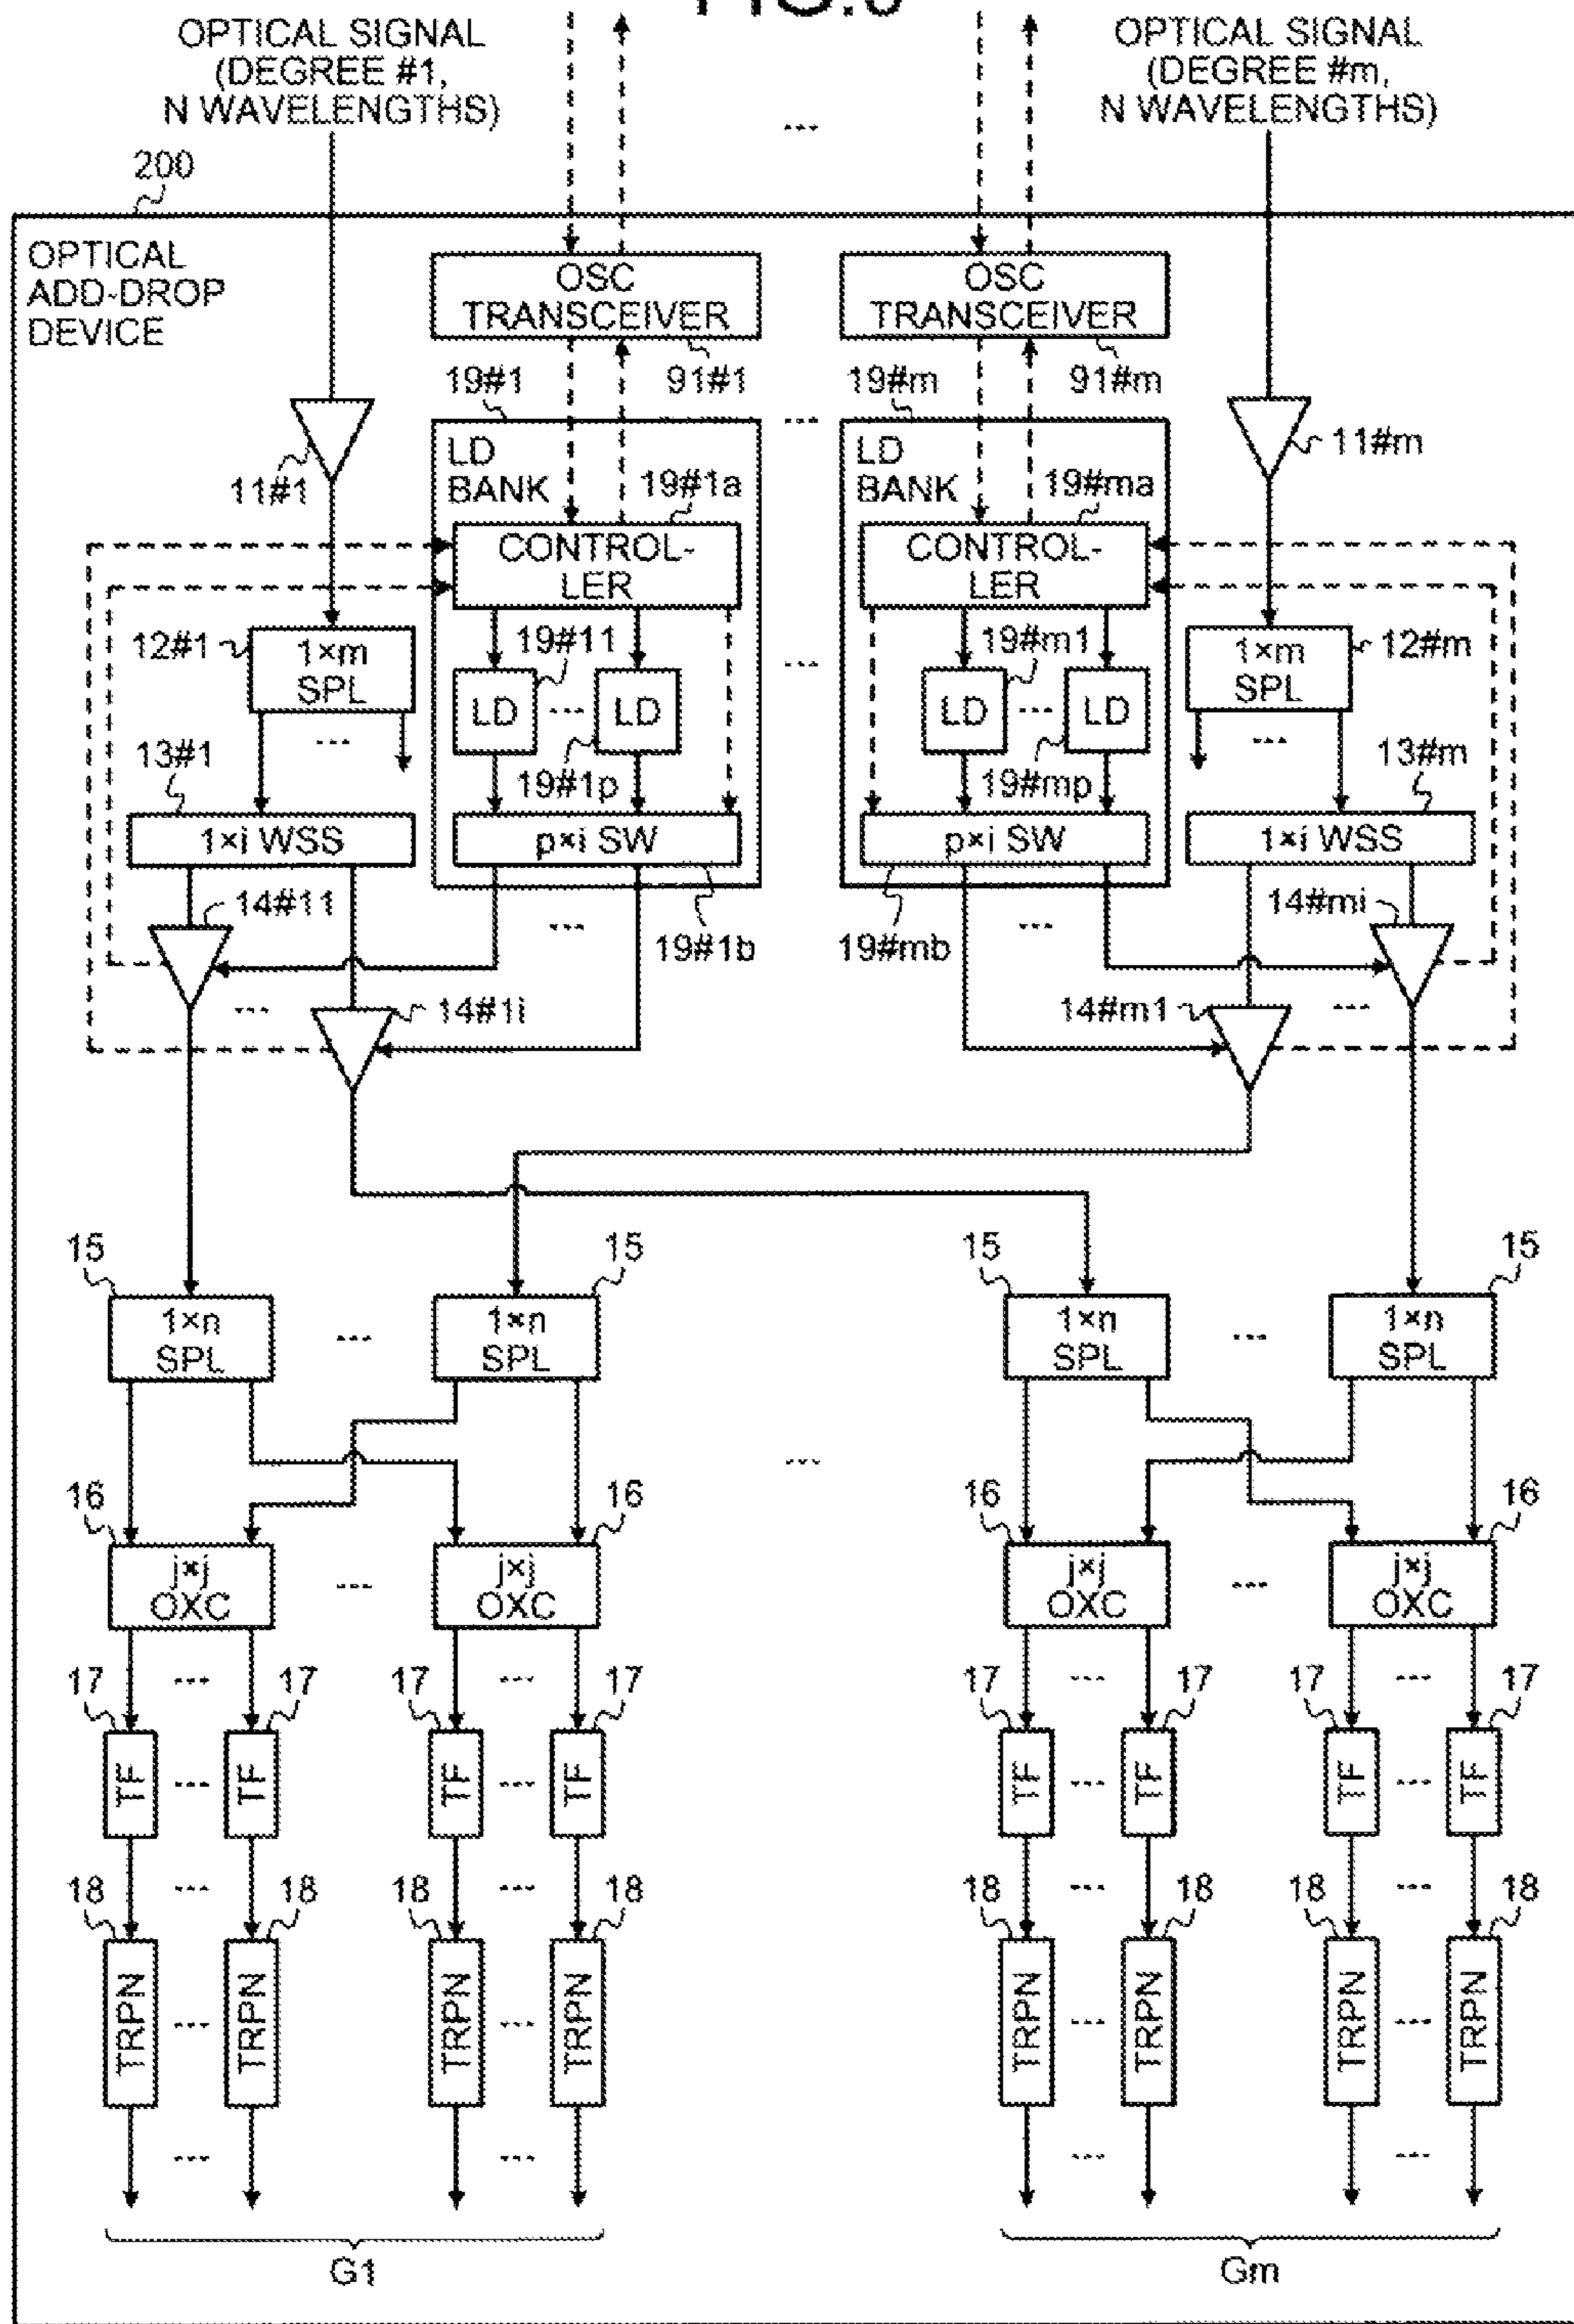 OPTICAL SIGNAL
(DEGREE #1,
N WAVELENGTHS)
OPTICAL SIGNAL
(DEGREE #m,
N WAVELENGTHS)
...
200
OPTICAL
ADD-DROP
DEVICE
OSC
TRANSCEIVER
OSC
TRANSCEIVER
19#1
91#1
19#m
91#m
...
11#1
11#m
LD
BANK
19#1a
LD
BANK
19#ma
CONTROL-
LER
CONTROL-
LER
12#1
1×m
SPL
19#11
19#m1
1×m
SPL
12#m
...
LD
...
LD
LD
...
LD
13#1
...
19#1p
19#mp
...
13#m
1×i WSS
p×i SW
p×i SW
1×i WSS
14#11
...
19#1b
19#mb
...
14#mi
...
14#1i
14#m1
...
15
15
15
15
1×n
SPL
...
1×n
SPL
1×n
SPL
...
1×n
SPL
...
16
16
16
16
j×j
OXC
...
j×j
OXC
j×j
OXC
...
j×j
OXC
17
...
17
17
...
17
17
...
17
17
...
17
TF
...
TF
TF
...
TF
TF
...
TF
TF
...
TF
18
...
18
18
...
18
18
...
18
18
...
18
TRPN
...
TRPN
TRPN
...
TRPN
TRPN
...
TRPN
TRPN
...
TRPN
...
...
...
...
G1
Gm